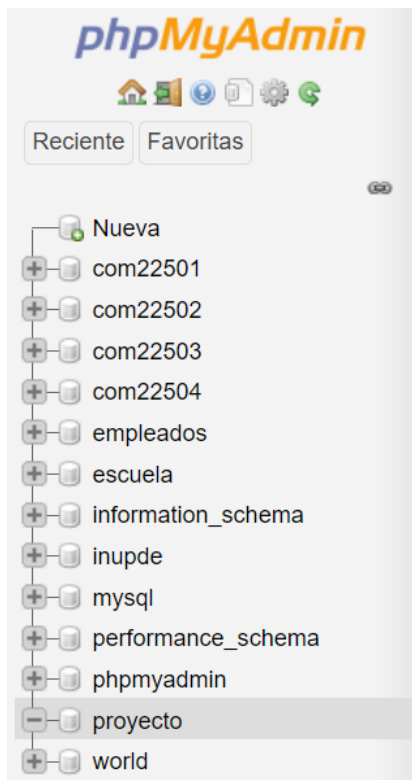 phpMyAdmin
Reciente Favoritas
Nueva
com22501
com22502
com22503
com22504
empleados
escuela
information_schema
inupde
mysql
performance_schema
phpmyadmin
proyecto
world